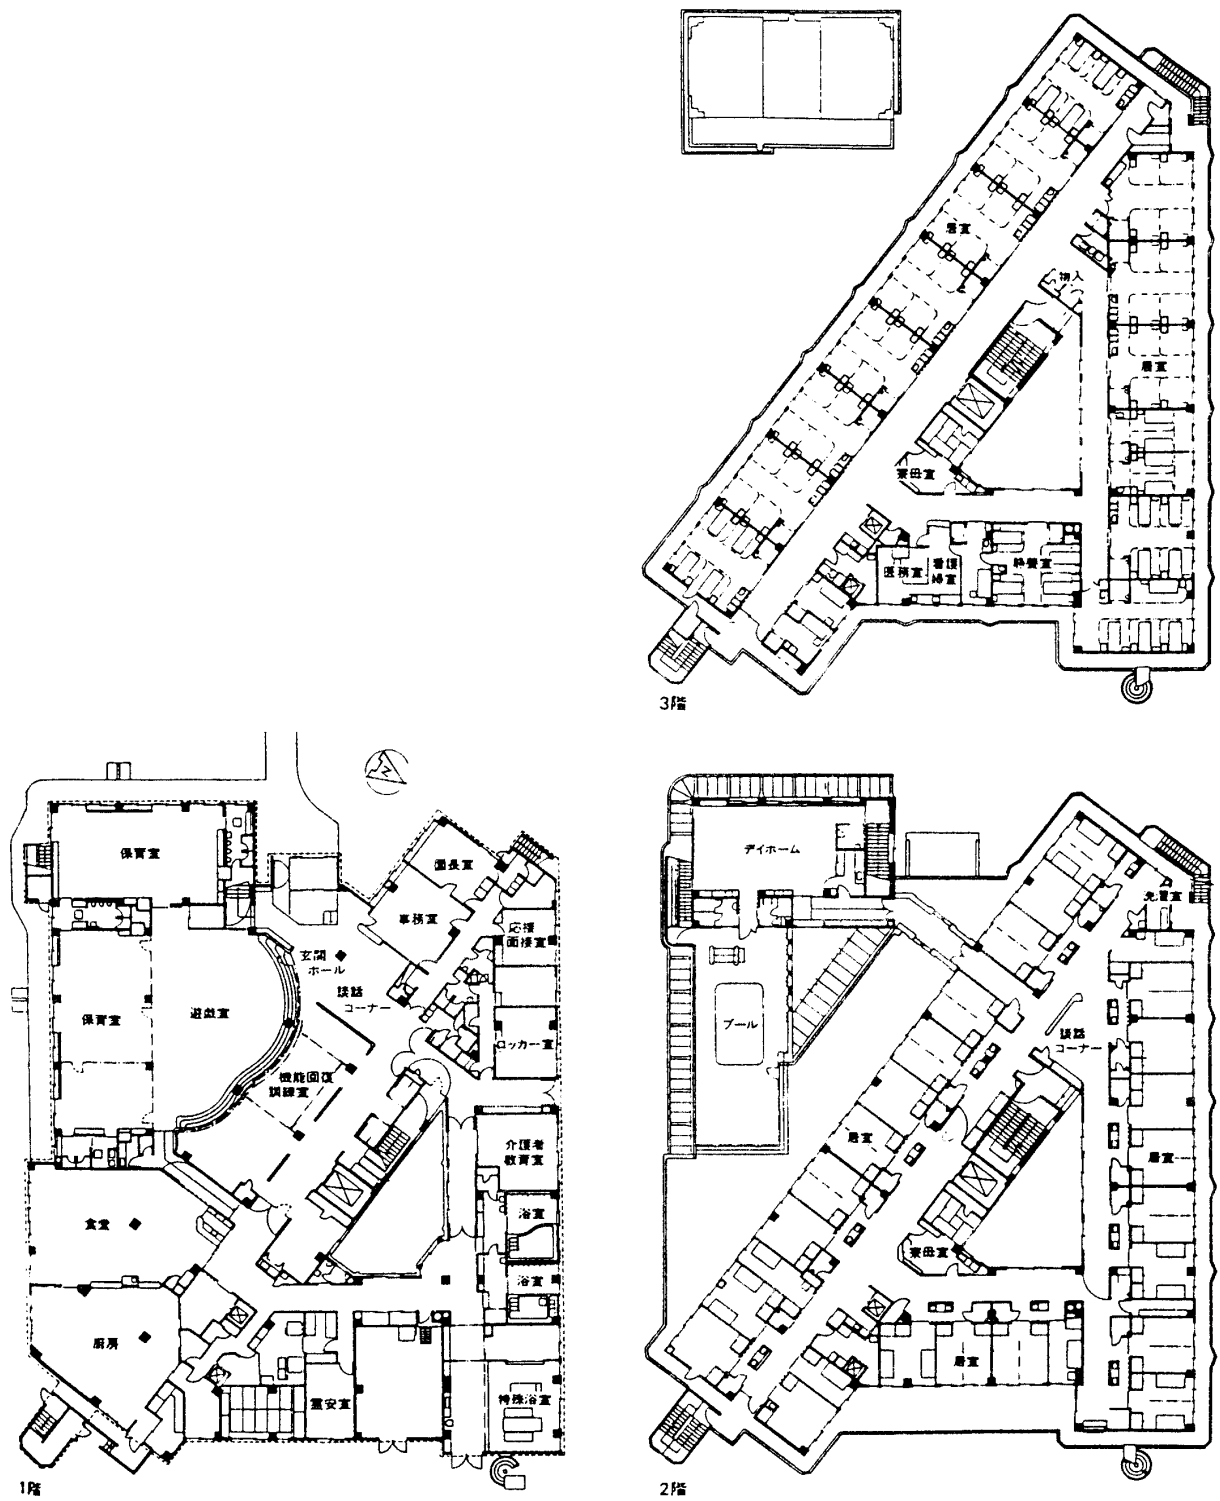 居室
物入
居室
寮母室
医務室
看護
婦室
静養室
3階
N
保育室
園長室
事務室
応接
面接室
玄関
ホール
談話
コーナー
保育室
遊戯室
ロッカー室
機能回復
訓練室
介護者
教育室
食堂
浴室
浴室
厨房
霊安室
特殊浴室
1階
デイホーム
洗濯室
プール
談話
コーナー
居室
居室
寮母室
居室
2階